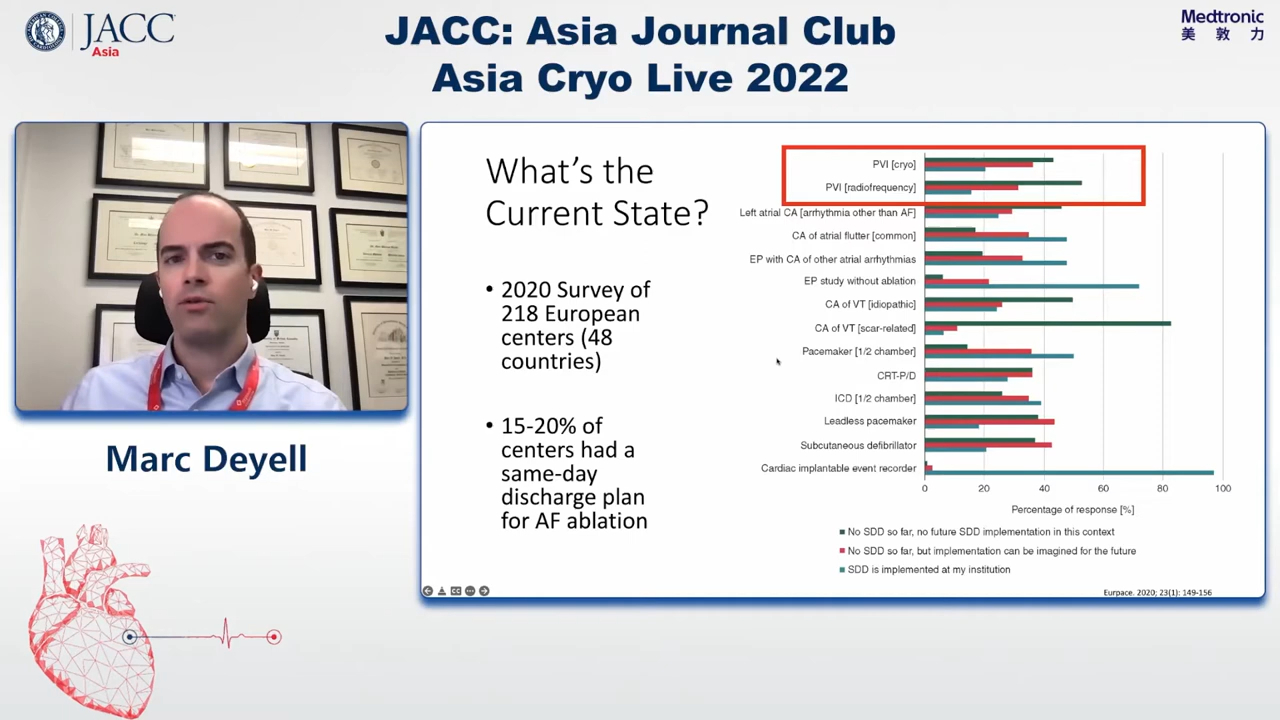 JACC
Asia
JACC: Asia Journal Club
Asia Cryo Live 2022
Medtronic
美敦力
Marc Deyell
What's the
Current State?
• 2020 Survey of
218 European
centers (48
countries)
• 15-20% of
centers had a
same-day
discharge plan
for AF ablation
PVI [cryo]
PVI [radiofrequency]
Left atrial CA [arrhythmia other than AF]
CA of atrial flutter [common]
EP with CA of other atrial arrhythmias
EP study without ablation
CA of VT [idiopathic]
CA of VT [scar-related]
Pacemaker [1/2 chamber]
CRT-P/D
ICD [1/2 chamber]
Leadless pacemaker
Subcutaneous defibrillator
Cardiac implantable event recorder
0 20 40 60 80 100
Percentage of response [%]
No SDD so far, no future SDD implementation in this context
No SDD so far, but implementation can be imagined for the future
SDD is implemented at my institution
CC
Eurpace. 2020; 23(1): 149-156